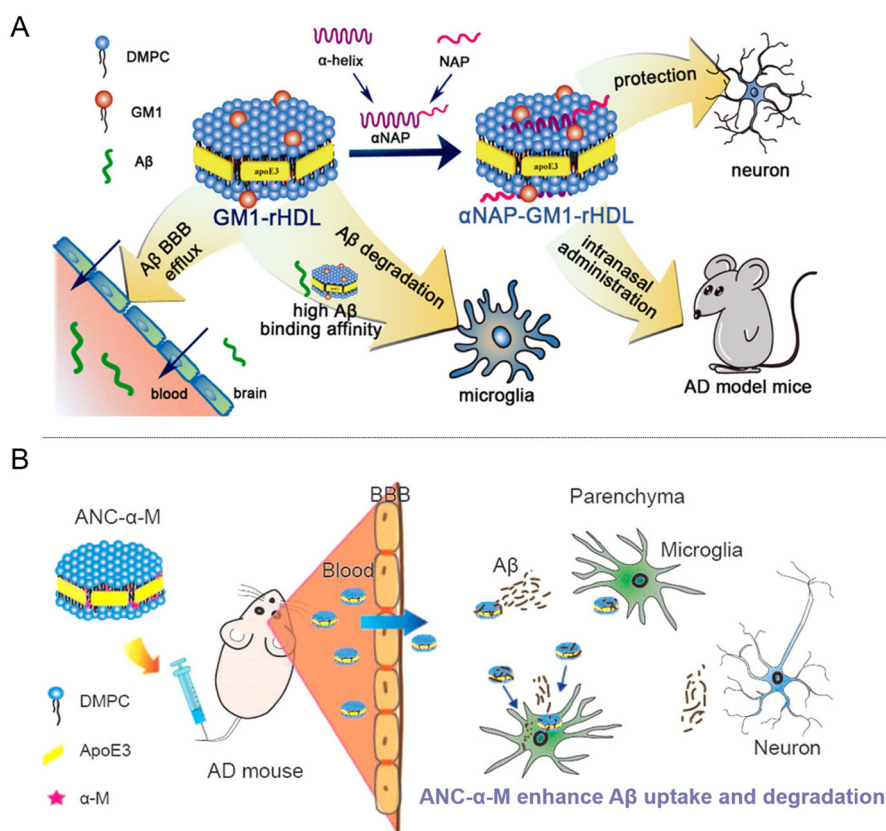 A
DMPC
GM1
Aβ
α-helix
NAP
αNAP
apoE3
GM1-rHDL
apoE3
αNAP-GM1-rHDL
protection
neuron
Aβ BBB
efflux
Aβ degradation
high Aβ
binding affinity
intranasal
administration
blood
brain
microglia
AD model mice
B
ANC-α-M
DMPC
ApoE3
α-M
AD mouse
Blood
BBB
Parenchyma
Aβ
Microglia
Neuron
ANC-α-M enhance Aβ uptake and degradation